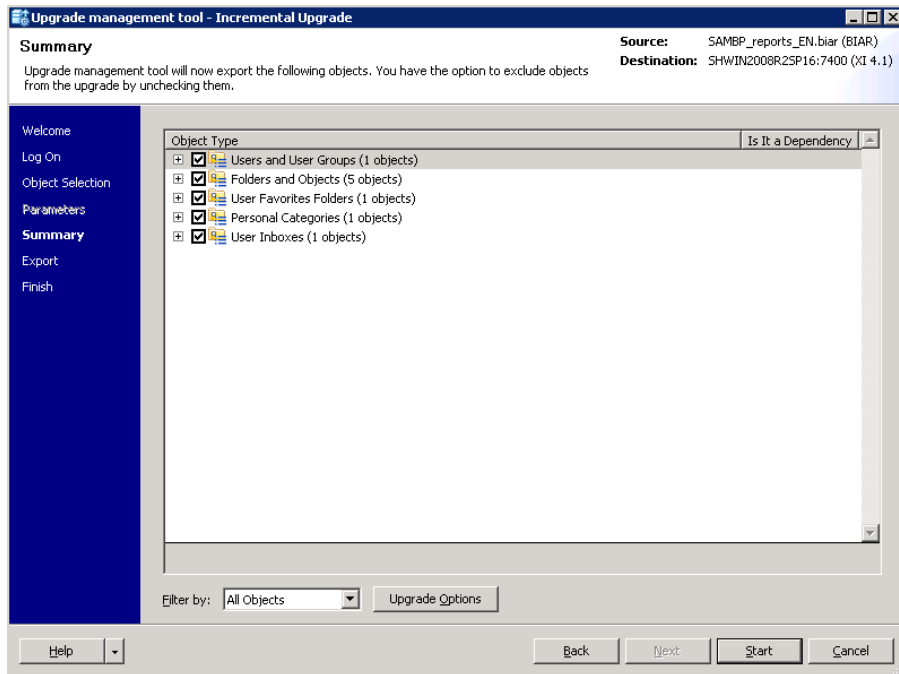 Upgrade management tool - Incremental Upgrade
Summary
Upgrade management tool will now export the following objects. You have the option to exclude objects
from the upgrade by unchecking them.
Source: SAMBP_reports_EN.biar (BIAR)
Destination: SHWIN2008R2SP16:7400 (XI 4.1)
Welcome
Log On
Object Selection
Parameters
Summary
Export
Finish
Object Type Is It a Dependency
Users and User Groups (1 objects)
Folders and Objects (5 objects)
User Favorites Folders (1 objects)
Personal Categories (1 objects)
User Inboxes (1 objects)
Filter by: All Objects Upgrade Options
Help Back Next Start Cancel